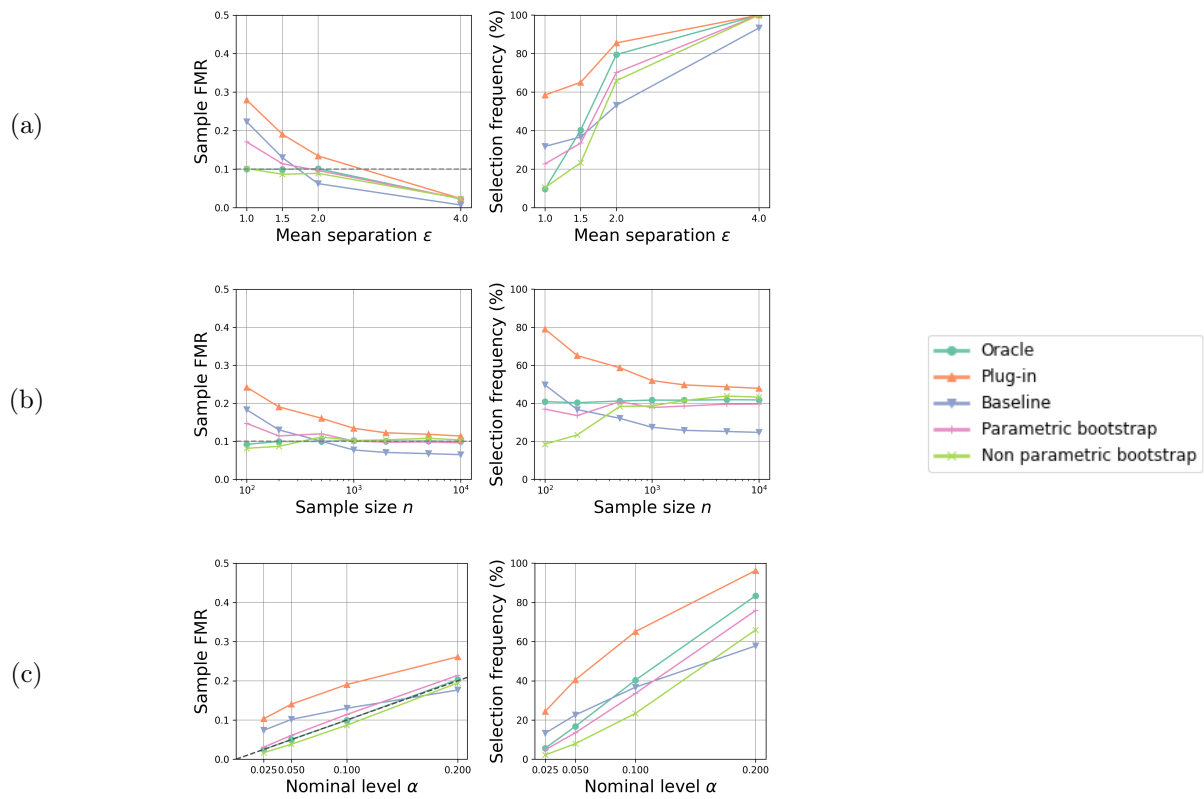 (a)
Sample FMR
0.5
0.4
0.3
0.2
0.1
0.0
1.0 1.5 2.0 4.0
Mean separation ε
Selection frequency (%)
100
80
60
40
20
0
1.0 1.5 2.0 4.0
Mean separation ε
(b)
Sample FMR
0.5
0.4
0.3
0.2
0.1
0.0
10² 10³ 10⁴
Sample size n
Selection frequency (%)
100
80
60
40
20
0
10² 10³ 10⁴
Sample size n
Oracle
Plug-in
Baseline
Parametric bootstrap
Non parametric bootstrap
(c)
Sample FMR
0.5
0.4
0.3
0.2
0.1
0.0
0.025 0.050 0.100 0.200
Nominal level α
Selection frequency (%)
100
80
60
40
20
0
0.025 0.050 0.100 0.200
Nominal level α